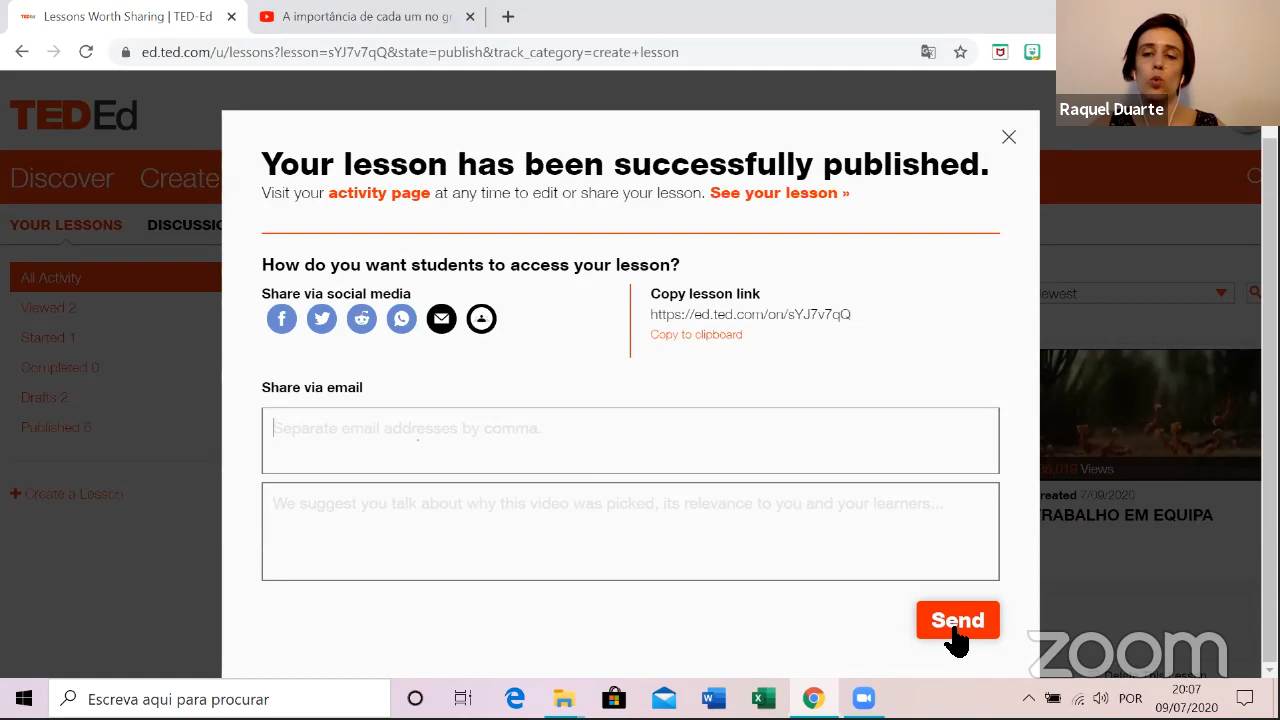 Lessons Worth Sharing | TED-Ed
A importância de cada um no gr
ed.ted.com/u/lessons?lesson=sYJ7v7qQ&state=publish&track_category=create+lesson
Raquel Duarte
TEDEd
Discover Create
YOUR LESSONS DISCUSSIO
All Activity
Viewed 2
Started 1
Completed 0
Drafts 2
Published 6
+ Create a Lesson
Your lesson has been successfully published.
Visit your activity page at any time to edit or share your lesson. See your lesson »
How do you want students to access your lesson?
Share via social media
Copy lesson link
https://ed.ted.com/on/sYJ7v7qQ
Copy to clipboard
Share via email
Separate email addresses by comma.
We suggest you talk about why this video was picked, its relevance to you and your learners...
Send
ewest
Views
reated 7/09/2020
RABALHO EM EQUIPA
zoom
Escreva aqui para procurar
POR
20:07
09/07/2020